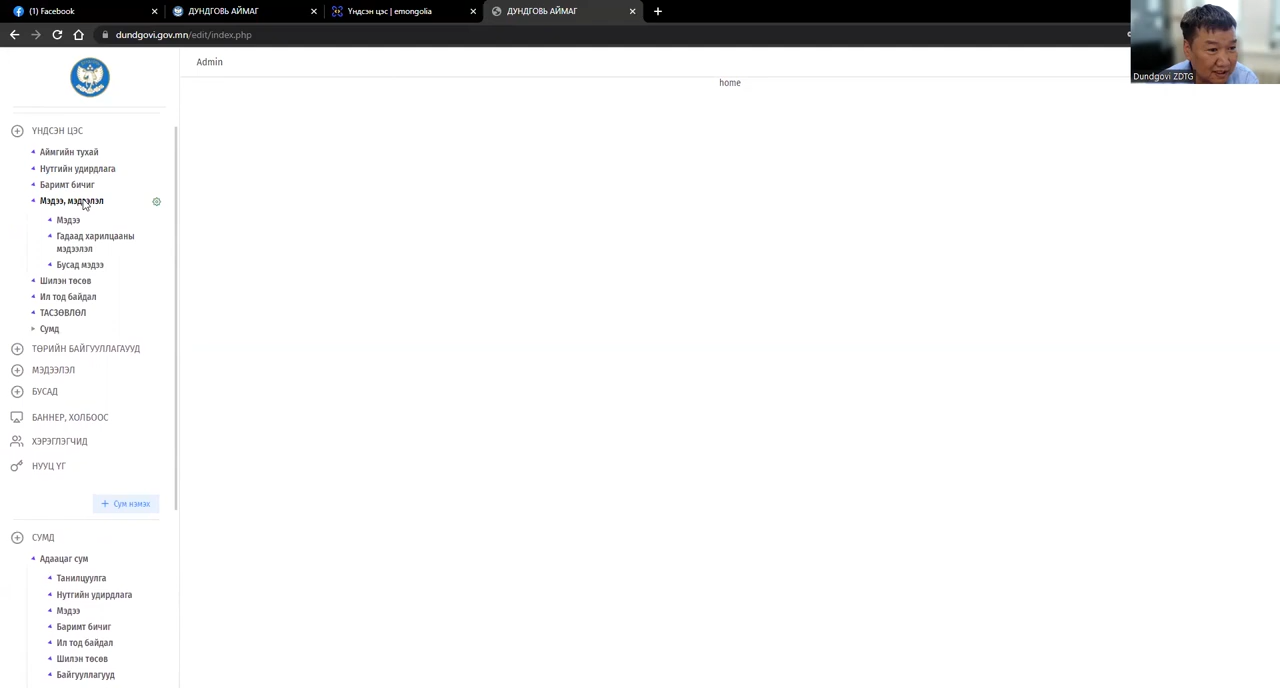 (1) Facebook
ДУНДГОВЬ АЙМАГ
Үндсэн цэс | emongolia
ДУНДГОВЬ АЙМАГ
dundgovi.gov.mn/edit/index.php
Dundgovi ZDTG
Admin
home
ҮНДСЭН ЦЭС
Аймгийн тухай
Нутгийн удирдлага
Баримт бичиг
Мэдээ, мэдээлэл
Мэдээ
Гадаад харилцааны
мэдээлэл
Бусад мэдээ
Шилэн төсөв
Ил тод байдал
ТАСЗӨВЛӨЛ
Сумд
ТӨРИЙН БАЙГУУЛЛАГАУУД
МЭДЭЭЛЭЛ
БУСАД
БАННЕР, ХОЛБООС
ХЭРЭГЛЭГЧИД
НУУЦ ҮГ
+ Сум нэмэх
СУМД
Адаацаг сум
Танилцуулга
Нутгийн удирдлага
Мэдээ
Баримт бичиг
Ил тод байдал
Шилэн төсөв
Байгууллагууд